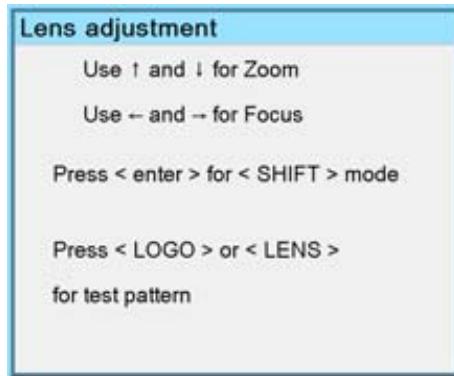 Lens adjustment
Use ↑ and ↓ for Zoom
Use ← and → for Focus
Press < enter > for < SHIFT > mode
Press < LOGO > or < LENS >
for test pattern